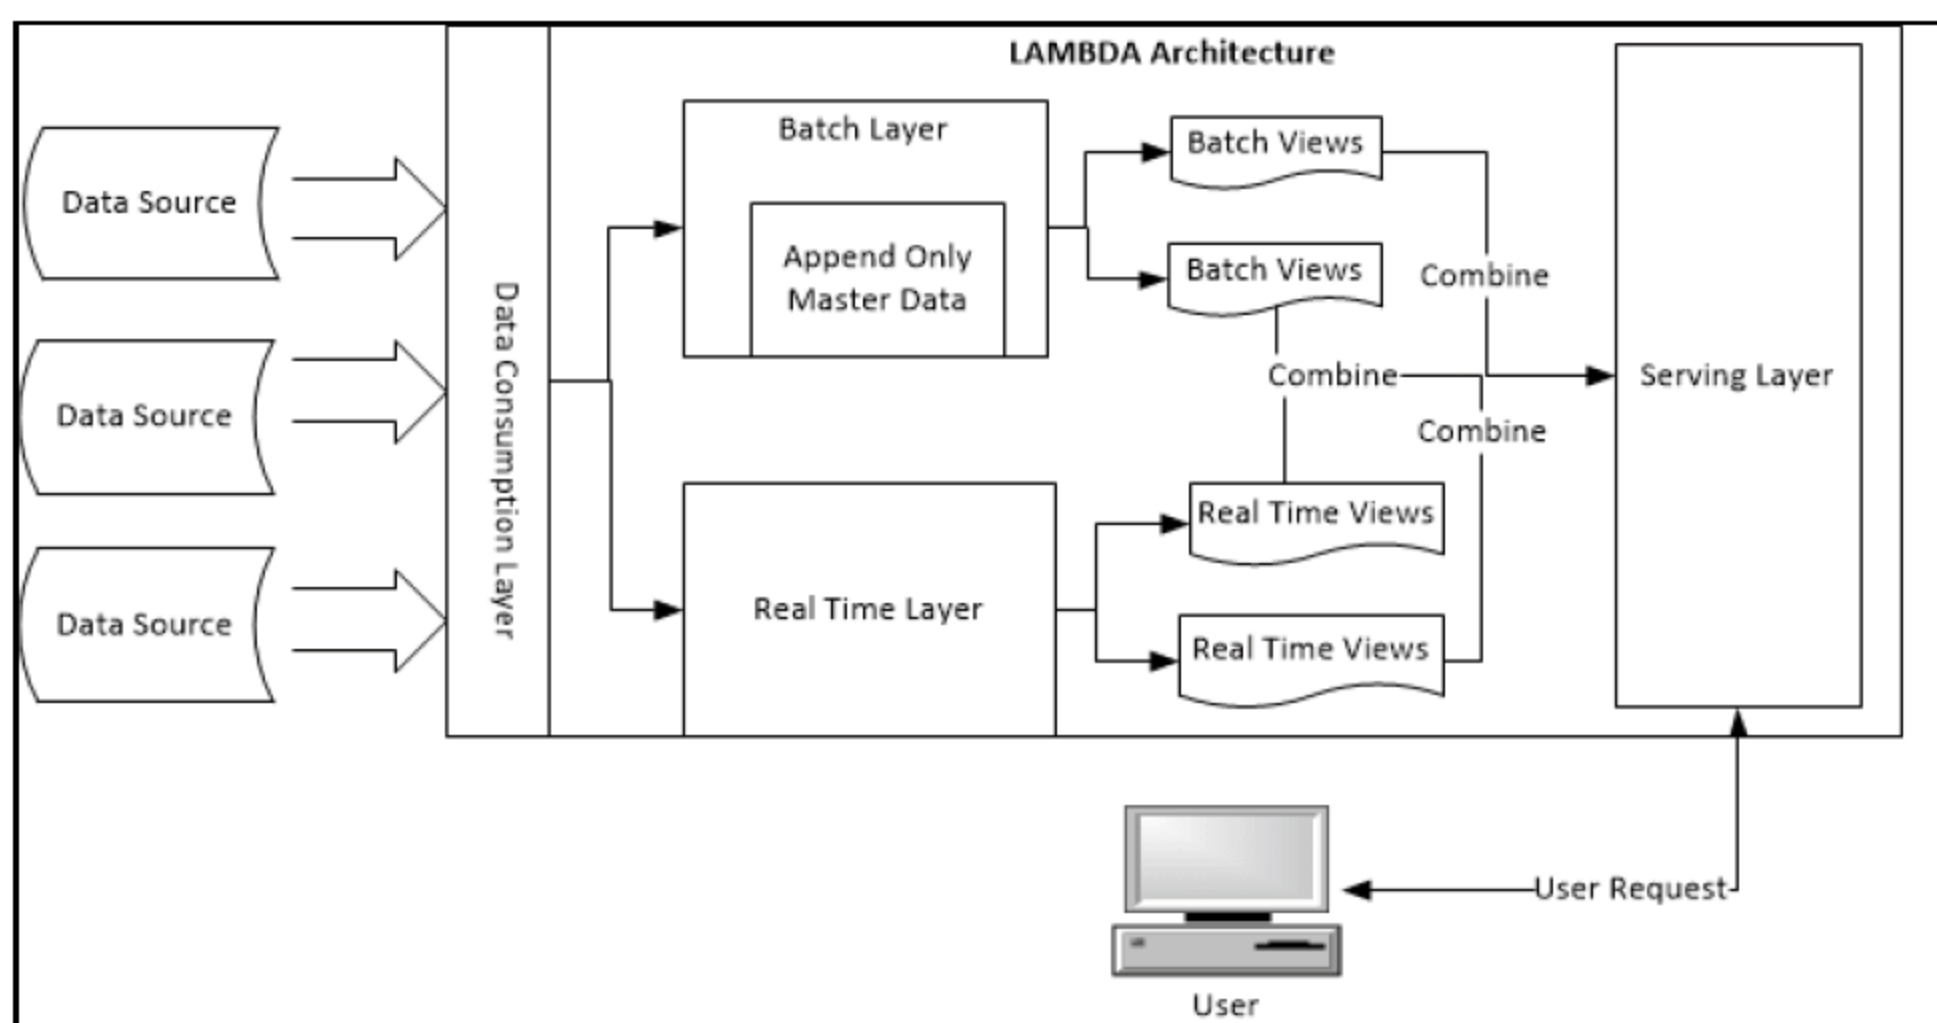 LAMBDA Architecture
Data Source
Data Source
Data Source
Data Consumption Layer
Batch Layer
Append Only
Master Data
Real Time Layer
Batch Views
Batch Views
Combine
Combine
Combine
Real Time Views
Real Time Views
Serving Layer
User Request
User